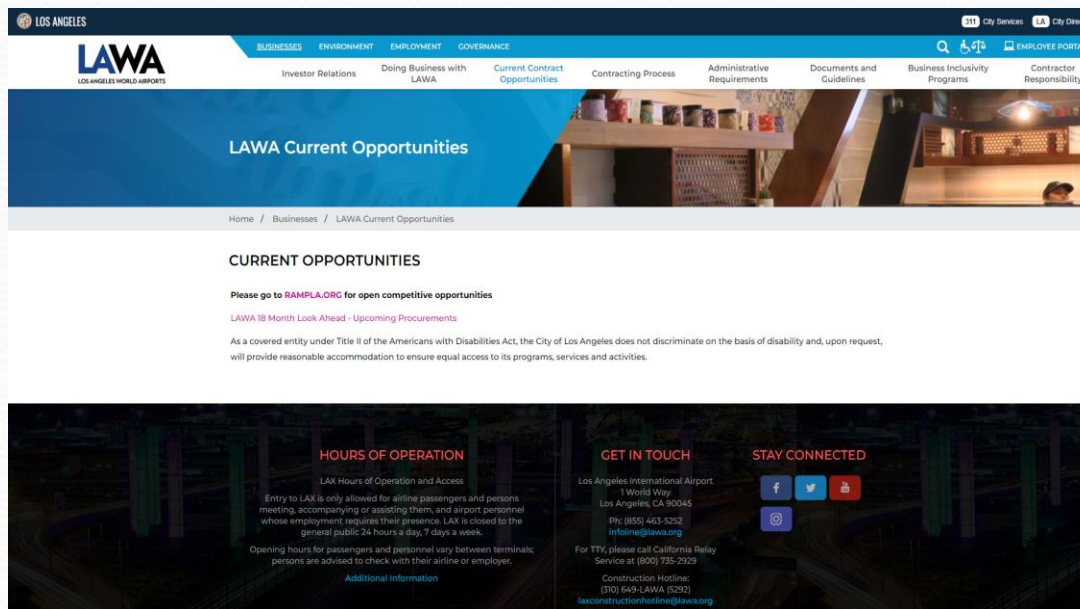 LOS ANGELES
311 City Services LA City Direc
LAWA
LOS ANGELES WORLD AIRPORTS
BUSINESSES ENVIRONMENT EMPLOYMENT GOVERNANCE
EMPLOYEE PORTA
Investor Relations
Doing Business with
LAWA
Current Contract
Opportunities
Contracting Process
Administrative
Requirements
Documents and
Guidelines
Business Inclusivity
Programs
Contractor
Responsibility
LAWA Current Opportunities
Home / Businesses / LAWA Current Opportunities
CURRENT OPPORTUNITIES
Please go to RAMPLA.ORG for open competitive opportunities
LAWA 18 Month Look Ahead - Upcoming Procurements
As a covered entity under Title II of the Americans with Disabilities Act, the City of Los Angeles does not discriminate on the basis of disability and, upon request,
will provide reasonable accommodation to ensure equal access to its programs, services and activities.
HOURS OF OPERATION
LAX Hours of Operation and Access
Entry to LAX is only allowed for airline passengers and persons
meeting, accompanying or assisting them, and airport personnel
whose employment requires their presence. LAX is closed to the
general public 24 hours a day, 7 days a week.
Opening hours for passengers and personnel vary between terminals;
persons are advised to check with their airline or employer.
Additional Information
GET IN TOUCH
Los Angeles International Airport
1 World Way
Los Angeles, CA 90045
Ph: (855) 463-5252
infoline@lawa.org
For TTY, please call California Relay
Service at (800) 735-2929
Construction Hotline:
(310) 649-LAWA (5292)
laxconstructionhotline@lawa.org
STAY CONNECTED